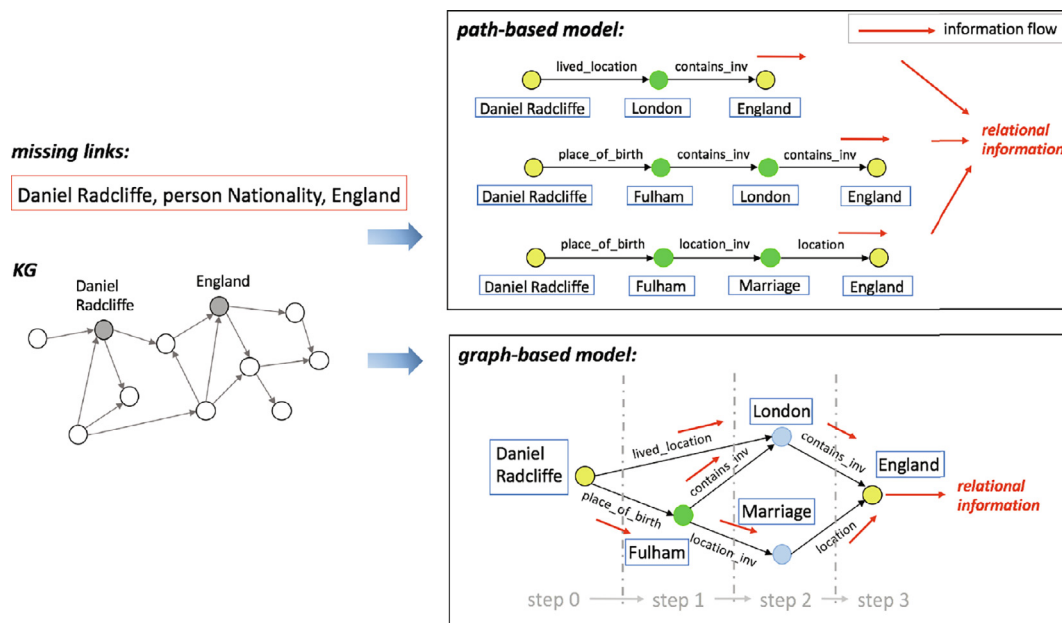 missing links:
Daniel Radcliffe, person Nationality, England
KG
Daniel
Radcliffe
England
path-based model:
information flow
lived_location
contains_inv
Daniel Radcliffe
London
England
place_of_birth
contains_inv
contains_inv
Daniel Radcliffe
Fulham
London
England
place_of_birth
location_inv
location
Daniel Radcliffe
Fulham
Marriage
England
relational
information
graph-based model:
Daniel
Radcliffe
lived_location
place_of_birth
Fulham
contains_inv
location_inv
London
Marriage
contains_inv
location
England
relational
information
step 0
step 1
step 2
step 3